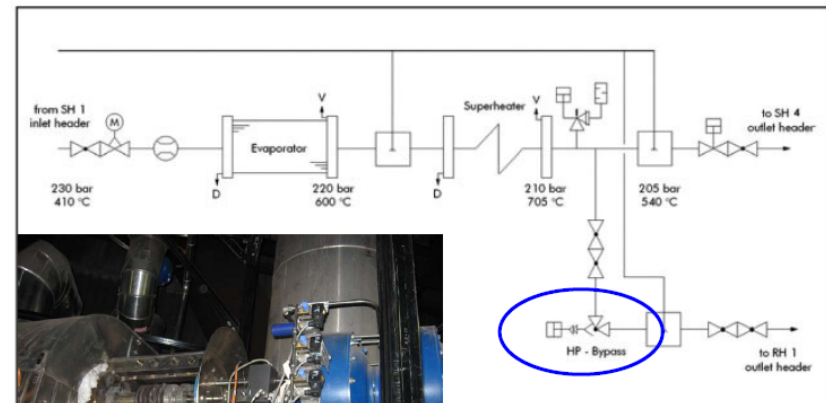 from SH 1
inlet header
M
V
Evaporator
D
230 bar
410 °C
220 bar
600 °C
D
Superheater
V
210 bar
705 °C
205 bar
540 °C
to SH 4
outlet header
HP - Bypass
to RH 1
outlet header